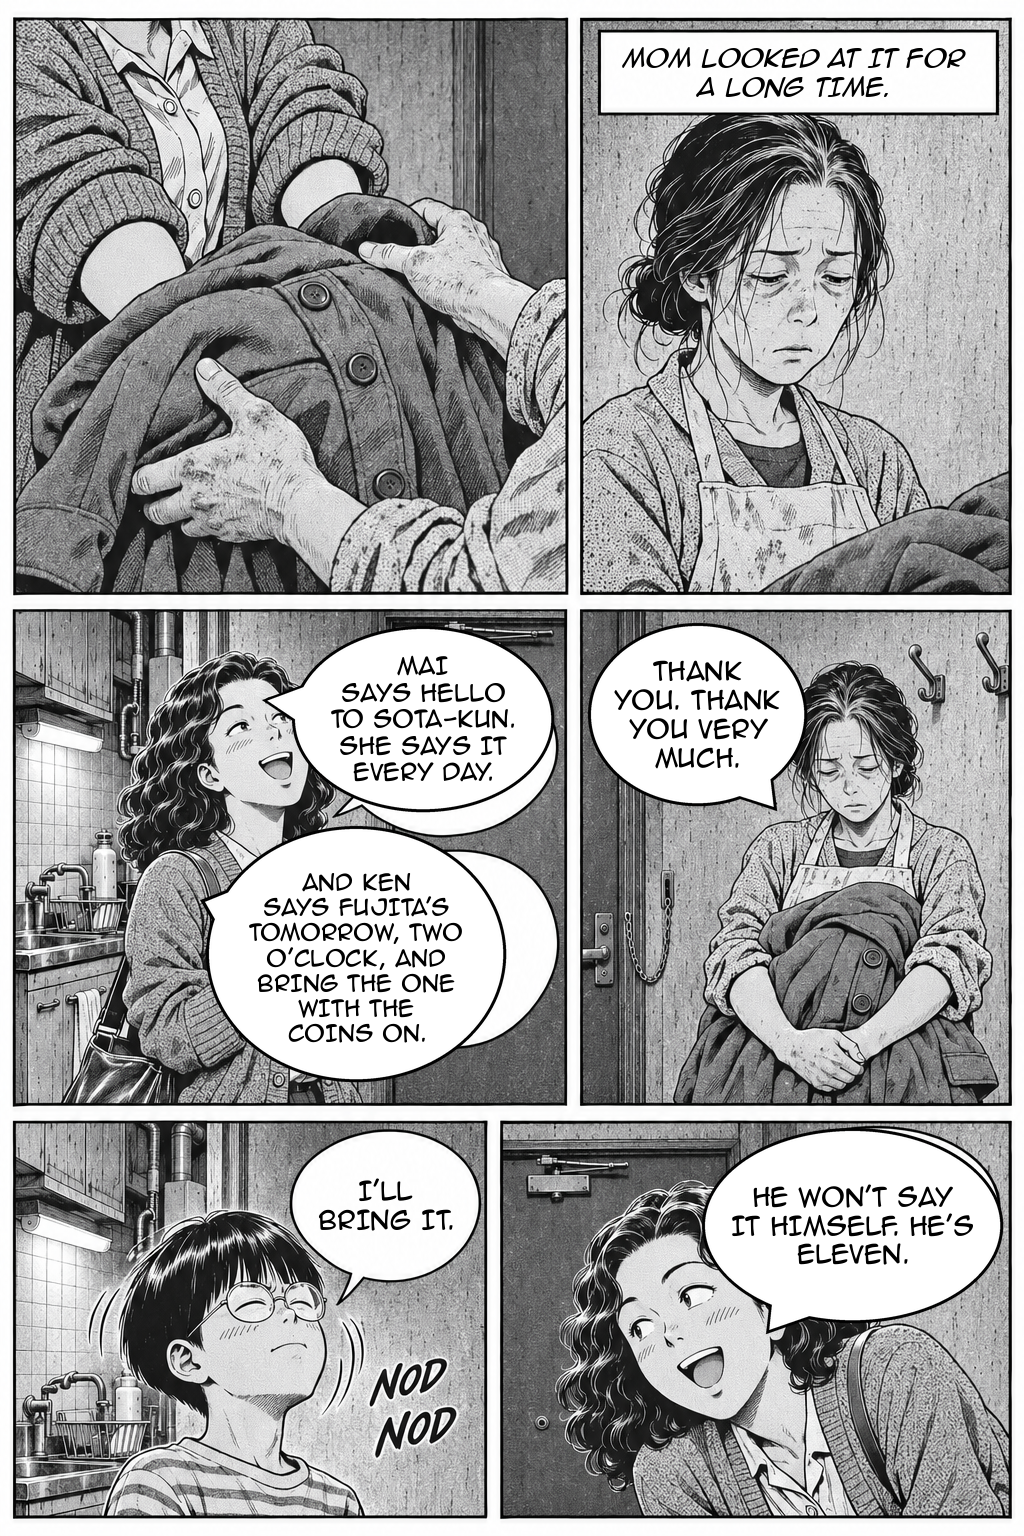 MOM LOOKED AT IT FOR
A LONG TIME.
MAI
SAYS HELLO
TO SOTA-KUN.
SHE SAYS IT
EVERY DAY.
AND KEN
SAYS FUJITA'S
TOMORROW, TWO
O'CLOCK, AND
BRING THE ONE
WITH THE
COINS ON.
THANK
YOU. THANK
YOU VERY
MUCH.
I'LL
BRING IT.
NOD
NOD
HE WON'T SAY
IT HIMSELF. HE'S
ELEVEN.